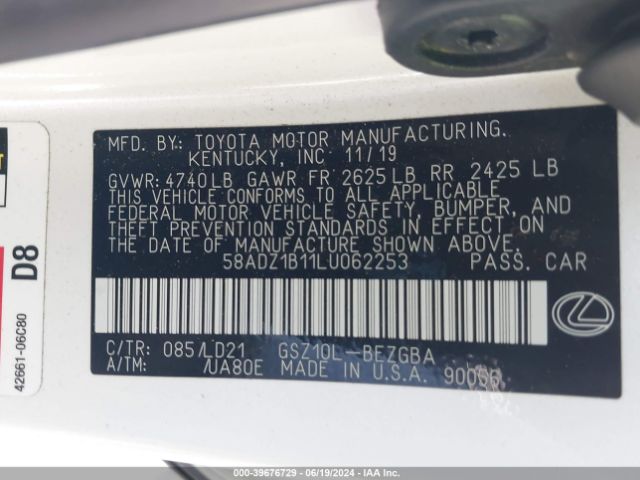 MFD. BY: TOYOTA MOTOR MANUFACTURING.
KENTUCKY, INC 11/19
GVWR: 4740LB GAWR FR 2625LB RR 2425 LB
THIS VEHICLE CONFORMS TO ALL APPLICABLE
FEDERAL MOTOR VEHICLE SAFETY, BUMPER, AND
THEFT PREVENTION STANDARDS IN EFFECT ON
THE DATE OF MANUFACTURE SHOWN ABOVE.
58ADZ1B11LU062253 PASS. CAR
C/TR: 085/LD21 GSZ10L-BEZGBA
A/TM: /UA80E MADE IN U.S.A.
D8
42661-06C80
000-39676729 - 06/19/2024 - IAA Inc.